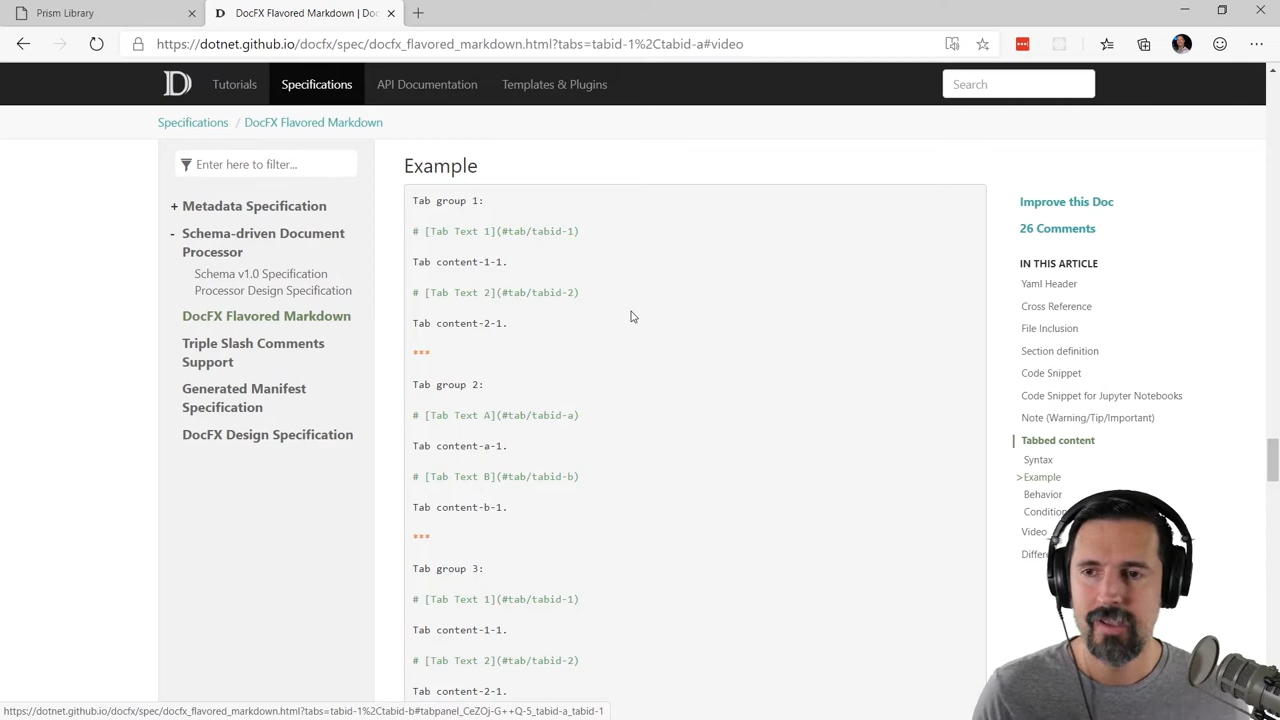 Prism Library
DocFX Flavored Markdown | Doc
https://dotnet.github.io/docfx/spec/docfx_flavored_markdown.html?tabs=tabid-1%2Ctabid-a#video
Tutorials
Specifications
API Documentation
Templates & Plugins
Search
Specifications / DocFX Flavored Markdown
Enter here to filter...
+ Metadata Specification
- Schema-driven Document
Processor
Schema v1.0 Specification
Processor Design Specification
DocFX Flavored Markdown
Triple Slash Comments
Support
Generated Manifest
Specification
DocFX Design Specification
Example
Tab group 1:
# [Tab Text 1](#tab/tabid-1)
Tab content-1-1.
# [Tab Text 2](#tab/tabid-2)
Tab content-2-1.
***
Tab group 2:
# [Tab Text A](#tab/tabid-a)
Tab content-a-1.
# [Tab Text B](#tab/tabid-b)
Tab content-b-1.
***
Tab group 3:
# [Tab Text 1](#tab/tabid-1)
Tab content-1-1.
# [Tab Text 2](#tab/tabid-2)
Tab content-2-1.
Improve this Doc
26 Comments
IN THIS ARTICLE
Yaml Header
Cross Reference
File Inclusion
Section definition
Code Snippet
Code Snippet for Jupyter Notebooks
Note (Warning/Tip/Important)
Tabbed content
Syntax
>Example
Behavior
Condition
Video
Differ
https://dotnet.github.io/docfx/spec/docfx_flavored_markdown.html?tabs=tabid-1%2Ctabid-b#tabpanel_CeZOj-G++Q-5_tabid-a_tabid-1